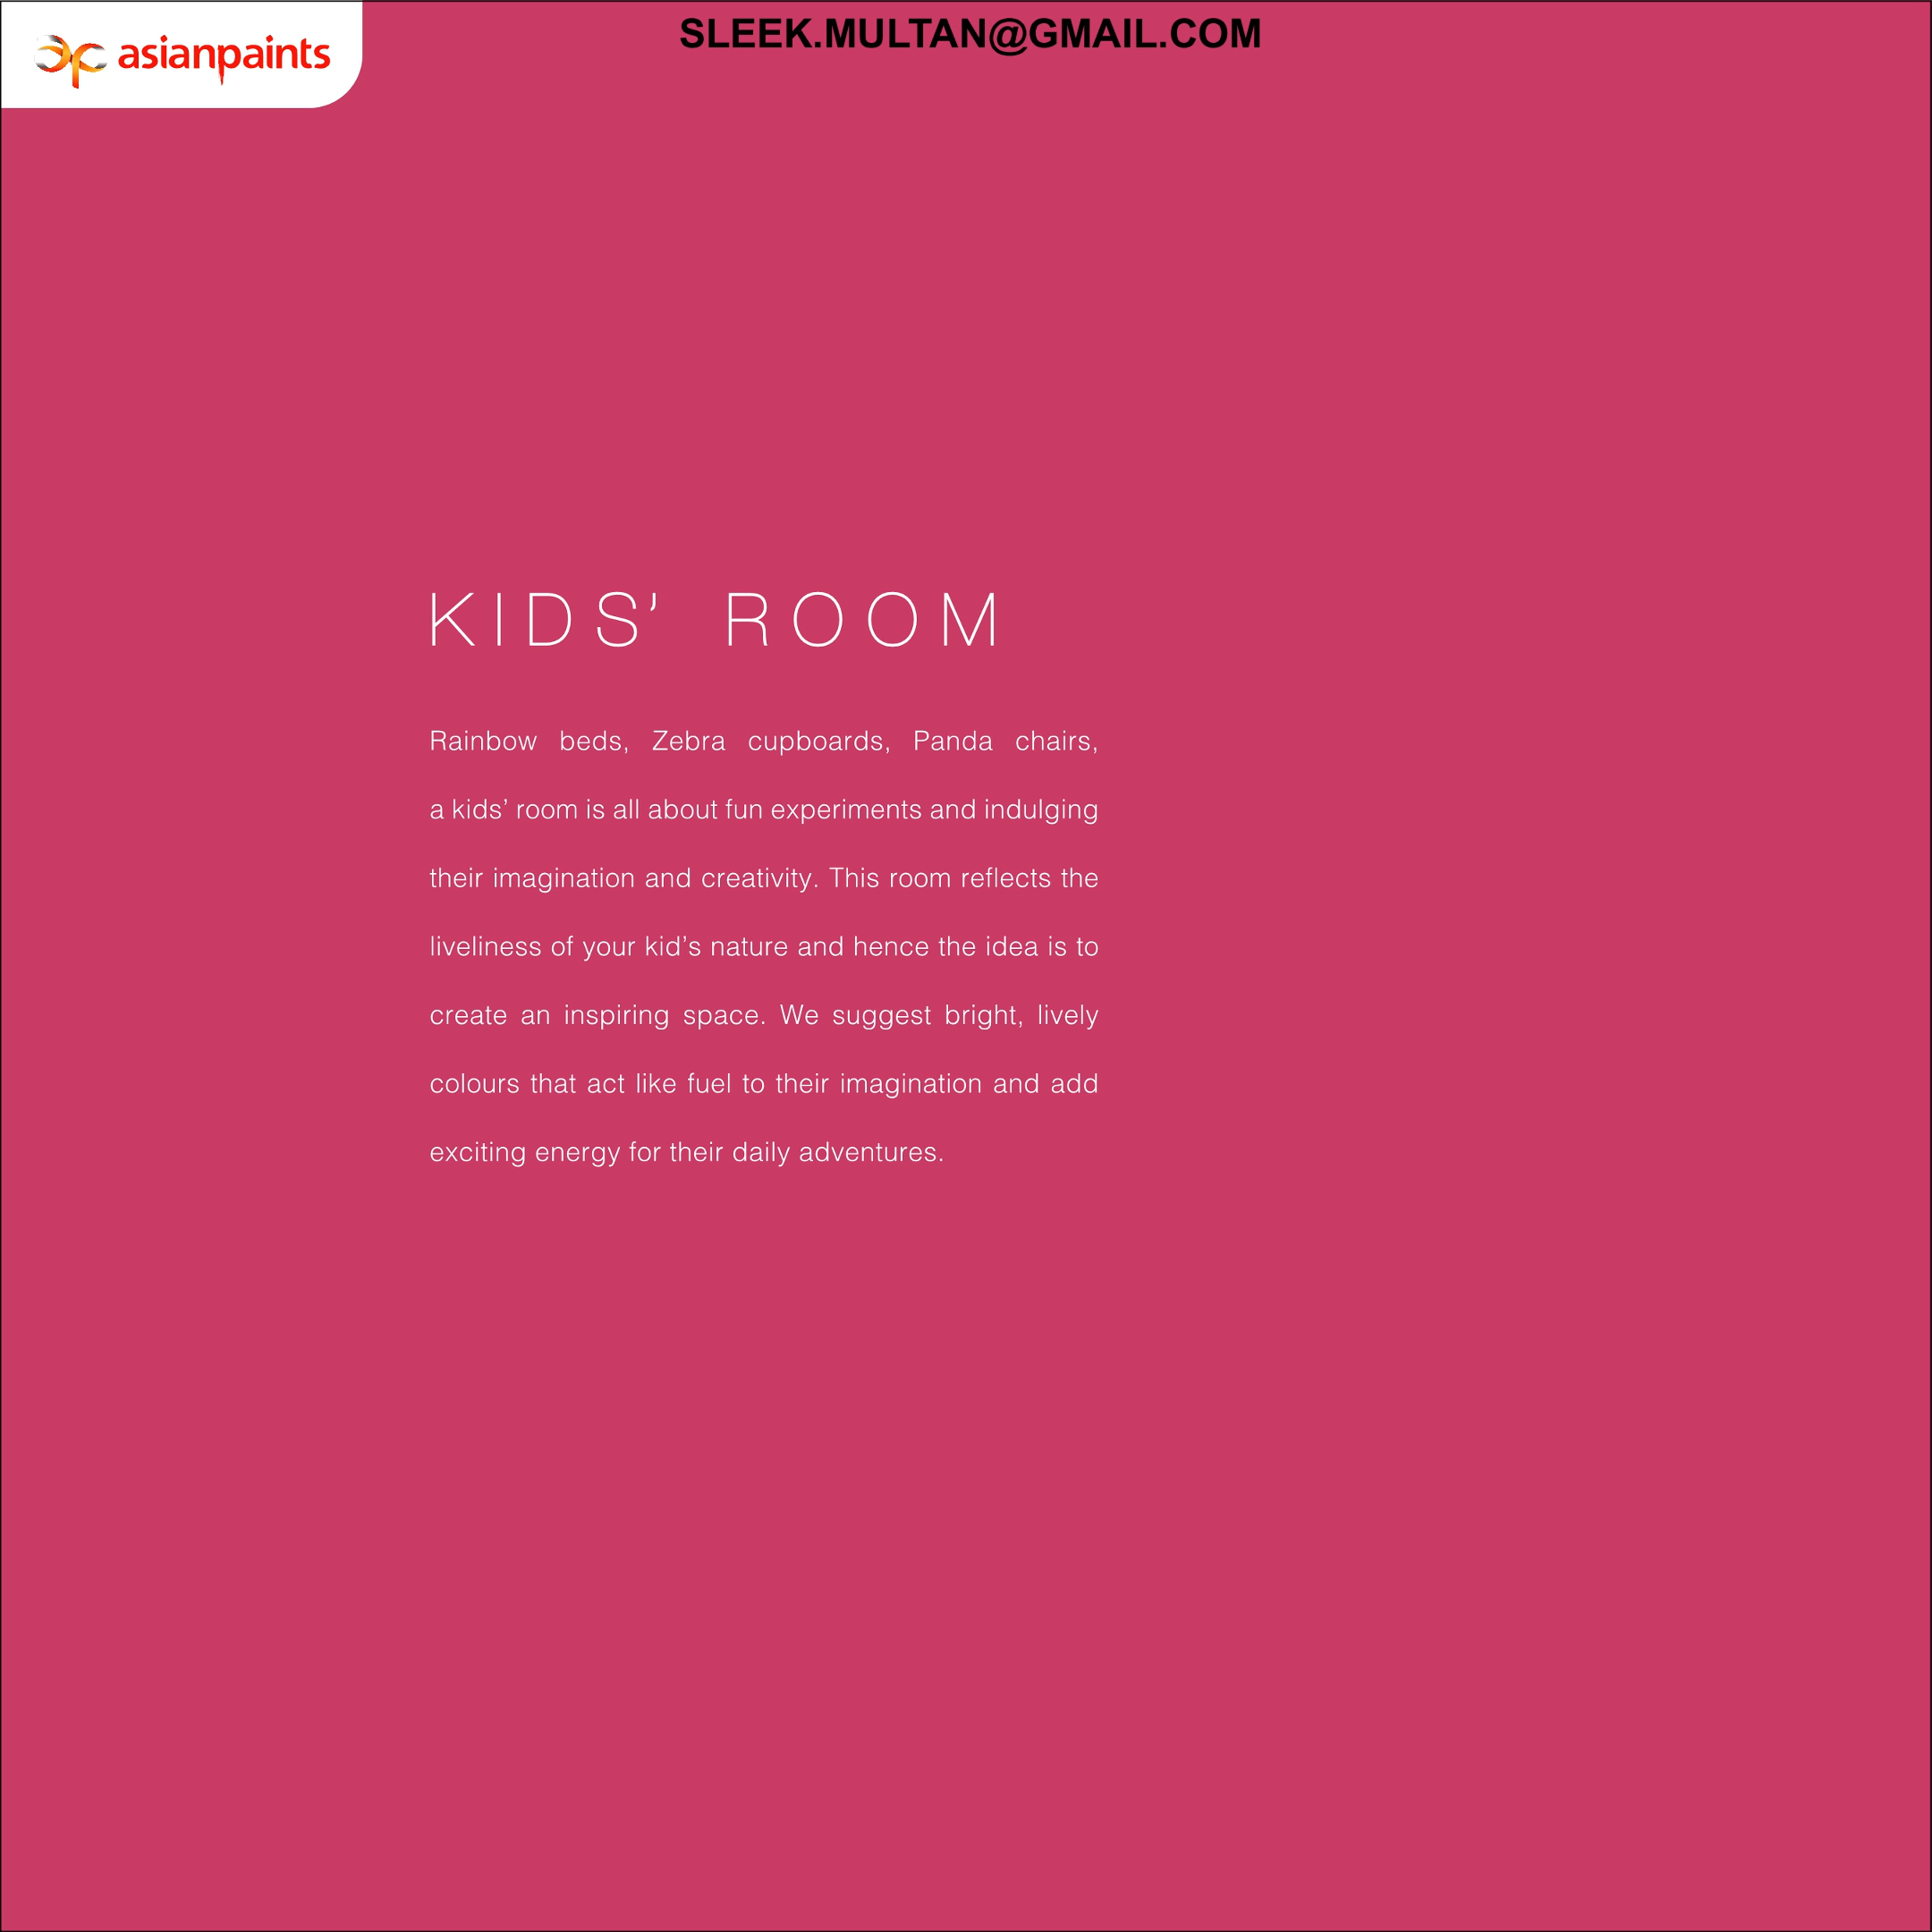 asianpaints
SLEEK.MULTAN@GMAIL.COM
KIDS’ ROOM
Rainbow beds, Zebra cupboards, Panda chairs,
a kids’ room is all about fun experiments and indulging
their imagination and creativity. This room reflects the
liveliness of your kid’s nature and hence the idea is to
create an inspiring space. We suggest bright, lively
colours that act like fuel to their imagination and add
exciting energy for their daily adventures.